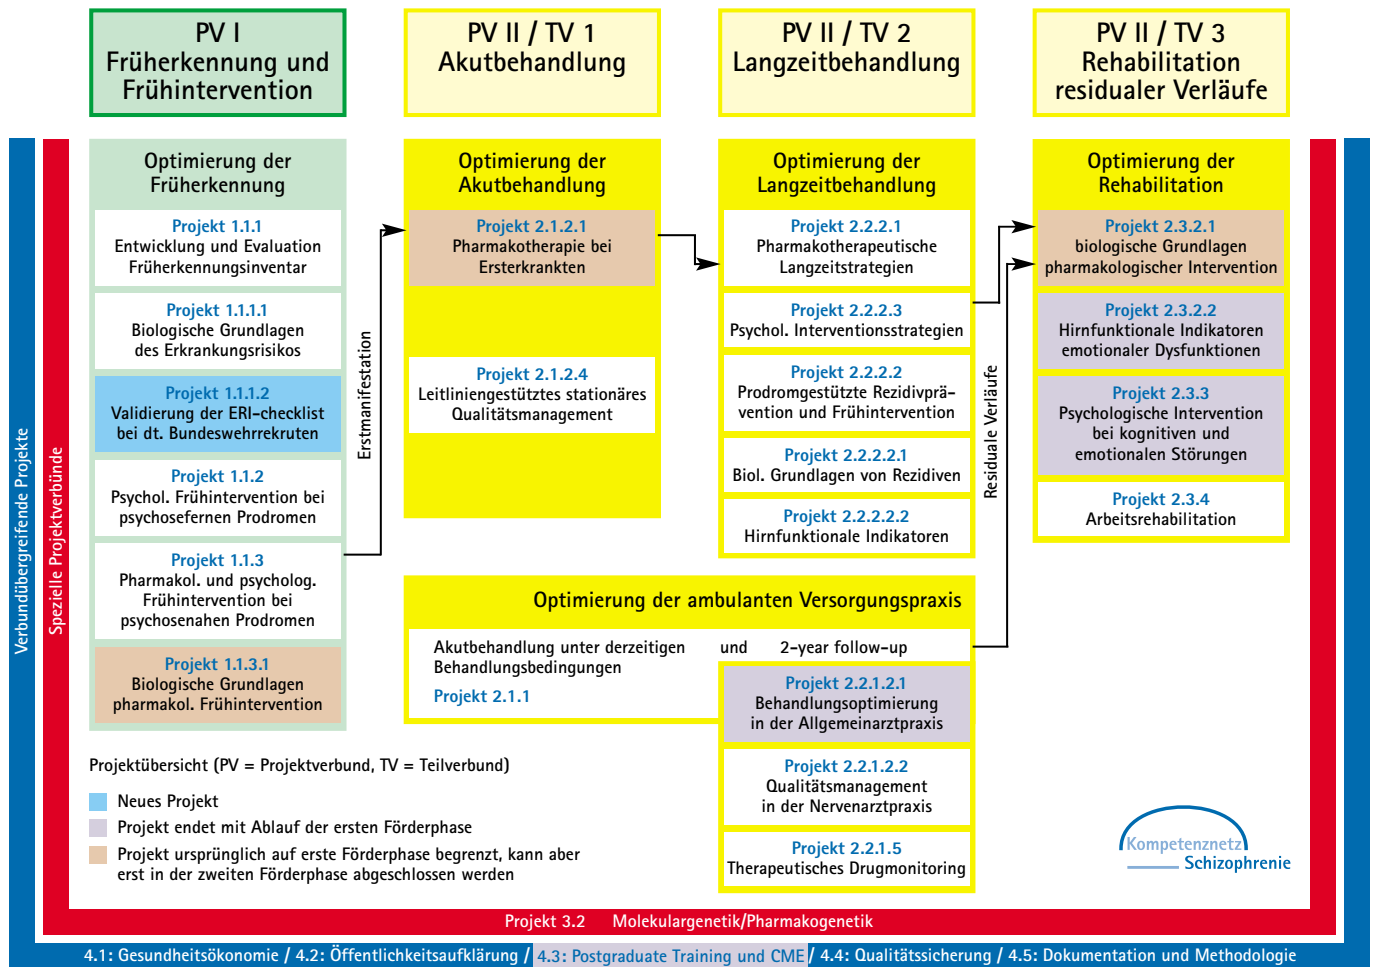 PV I
Früherkennung und
Frühintervention
PV II / TV 1
Akutbehandlung
PV II / TV 2
Langzeitbehandlung
PV II / TV 3
Rehabilitation
residualer Verläufe
Verbundübergreifende Projekte
Spezielle Projektverbünde
Optimierung der
Früherkennung
Projekt 1.1.1
Entwicklung und Evaluation
Früherkennungsinventar
Projekt 1.1.1.1
Biologische Grundlagen
des Erkrankungsrisikos
Projekt 1.1.1.2
Validierung der ERI-checklist
bei dt. Bundeswehrrekruten
Projekt 1.1.2
Psychol. Frühintervention bei
psychosefernen Prodromen
Projekt 1.1.3
Pharmakol. und psycholog.
Frühintervention bei
psychosenahen Prodromen
Projekt 1.1.3.1
Biologische Grundlagen
pharmakol. Frühintervention
Erstmanifestation
Optimierung der
Akutbehandlung
Projekt 2.1.2.1
Pharmakotherapie bei
Ersterkrankten
Projekt 2.1.2.4
Leitliniengestütztes stationäres
Qualitätsmanagement
Optimierung der
Langzeitbehandlung
Projekt 2.2.2.1
Pharmakotherapeutische
Langzeitstrategien
Projekt 2.2.2.3
Psychol. Interventionsstrategien
Projekt 2.2.2.2
Prodromgestützte Rezidivprä-
vention und Frühintervention
Projekt 2.2.2.2.1
Biol. Grundlagen von Rezidiven
Projekt 2.2.2.2.2
Hirnfunktionale Indikatoren
Residuale Verläufe
Optimierung der
Rehabilitation
Projekt 2.3.2.1
biologische Grundlagen
pharmakologischer Intervention
Projekt 2.3.2.2
Hirnfunktionale Indikatoren
emotionaler Dysfunktionen
Projekt 2.3.3
Psychologische Intervention
bei kognitiven und
emotionalen Störungen
Projekt 2.3.4
Arbeitsrehabilitation
Optimierung der ambulanten Versorgungspraxis
Akutbehandlung unter derzeitigen und 2-year follow-up
Behandlungsbedingungen
Projekt 2.1.1
Projekt 2.2.1.2.1
Behandlungsoptimierung
in der Allgemeinarztpraxis
Projekt 2.2.1.2.2
Qualitätsmanagement
in der Nervenarztpraxis
Projekt 2.2.1.5
Therapeutisches Drugmonitoring
Projektübersicht (PV = Projektverbund, TV = Teilverbund)
Neues Projekt
Projekt endet mit Ablauf der ersten Förderphase
Projekt ursprünglich auf erste Förderphase begrenzt, kann aber
erst in der zweiten Förderphase abgeschlossen werden
Kompetenznetz
Schizophrenie
Projekt 3.2 Molekulargenetik/Pharmakogenetik
4.1: Gesundheitsökonomie / 4.2: Öffentlichkeitsaufklärung / 4.3: Postgraduate Training und CME / 4.4: Qualitätssicherung / 4.5: Dokumentation und Methodologie